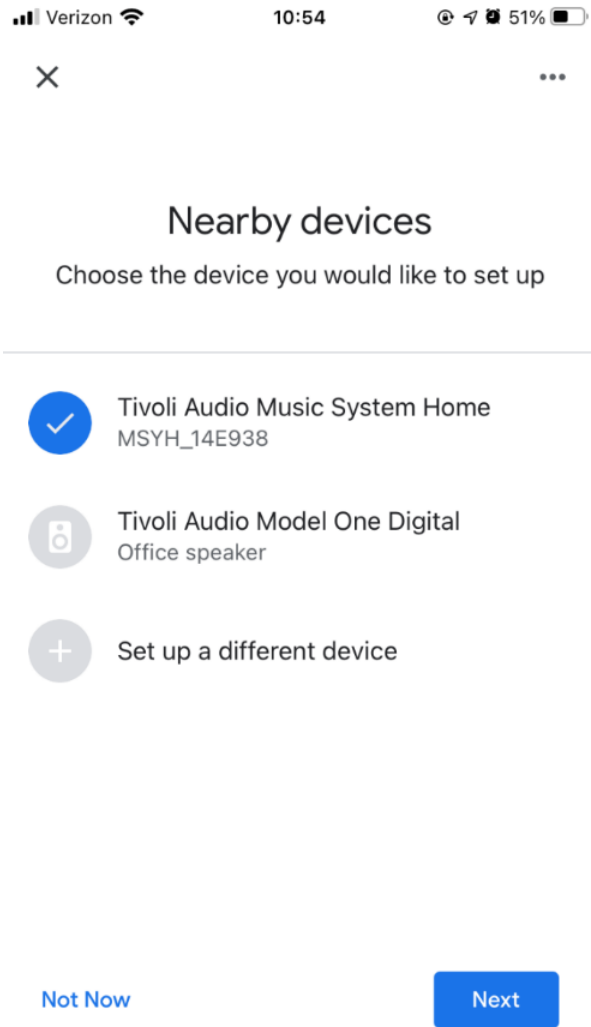 Verizon 10:54 51%
Nearby devices
Choose the device you would like to set up
Tivoli Audio Music System Home
MSYH_14E938
Tivoli Audio Model One Digital
Office speaker
Set up a different device
Not Now Next